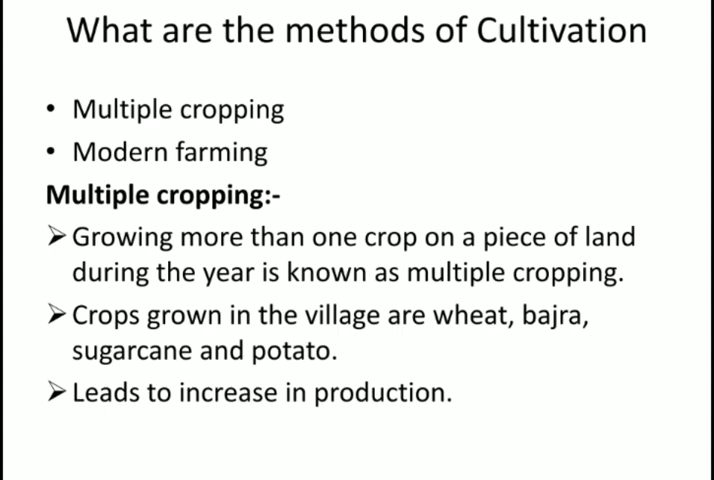 What are the methods of Cultivation
• Multiple cropping
• Modern farming
Multiple cropping:-
➢ Growing more than one crop on a piece of land
during the year is known as multiple cropping.
➢ Crops grown in the village are wheat, bajra,
sugarcane and potato.
➢ Leads to increase in production.